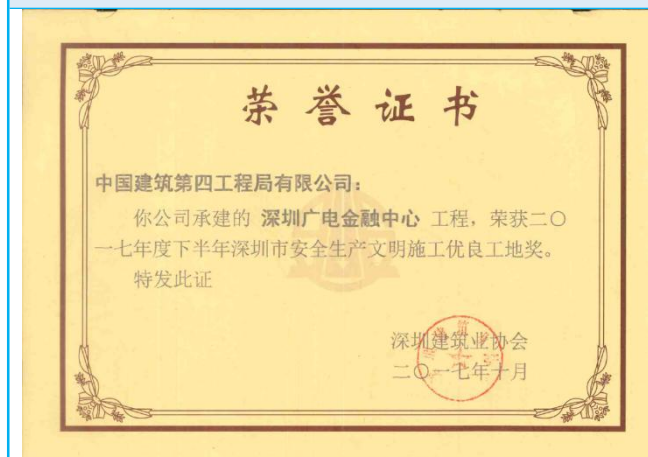 荣誉证书
中国建筑第四工程局有限公司：
你公司承建的 深圳广电金融中心 工程，荣获二〇
一七年度下半年深圳市安全生产文明施工优良工地奖。
特发此证
深圳建筑业协会
二〇一七年十月